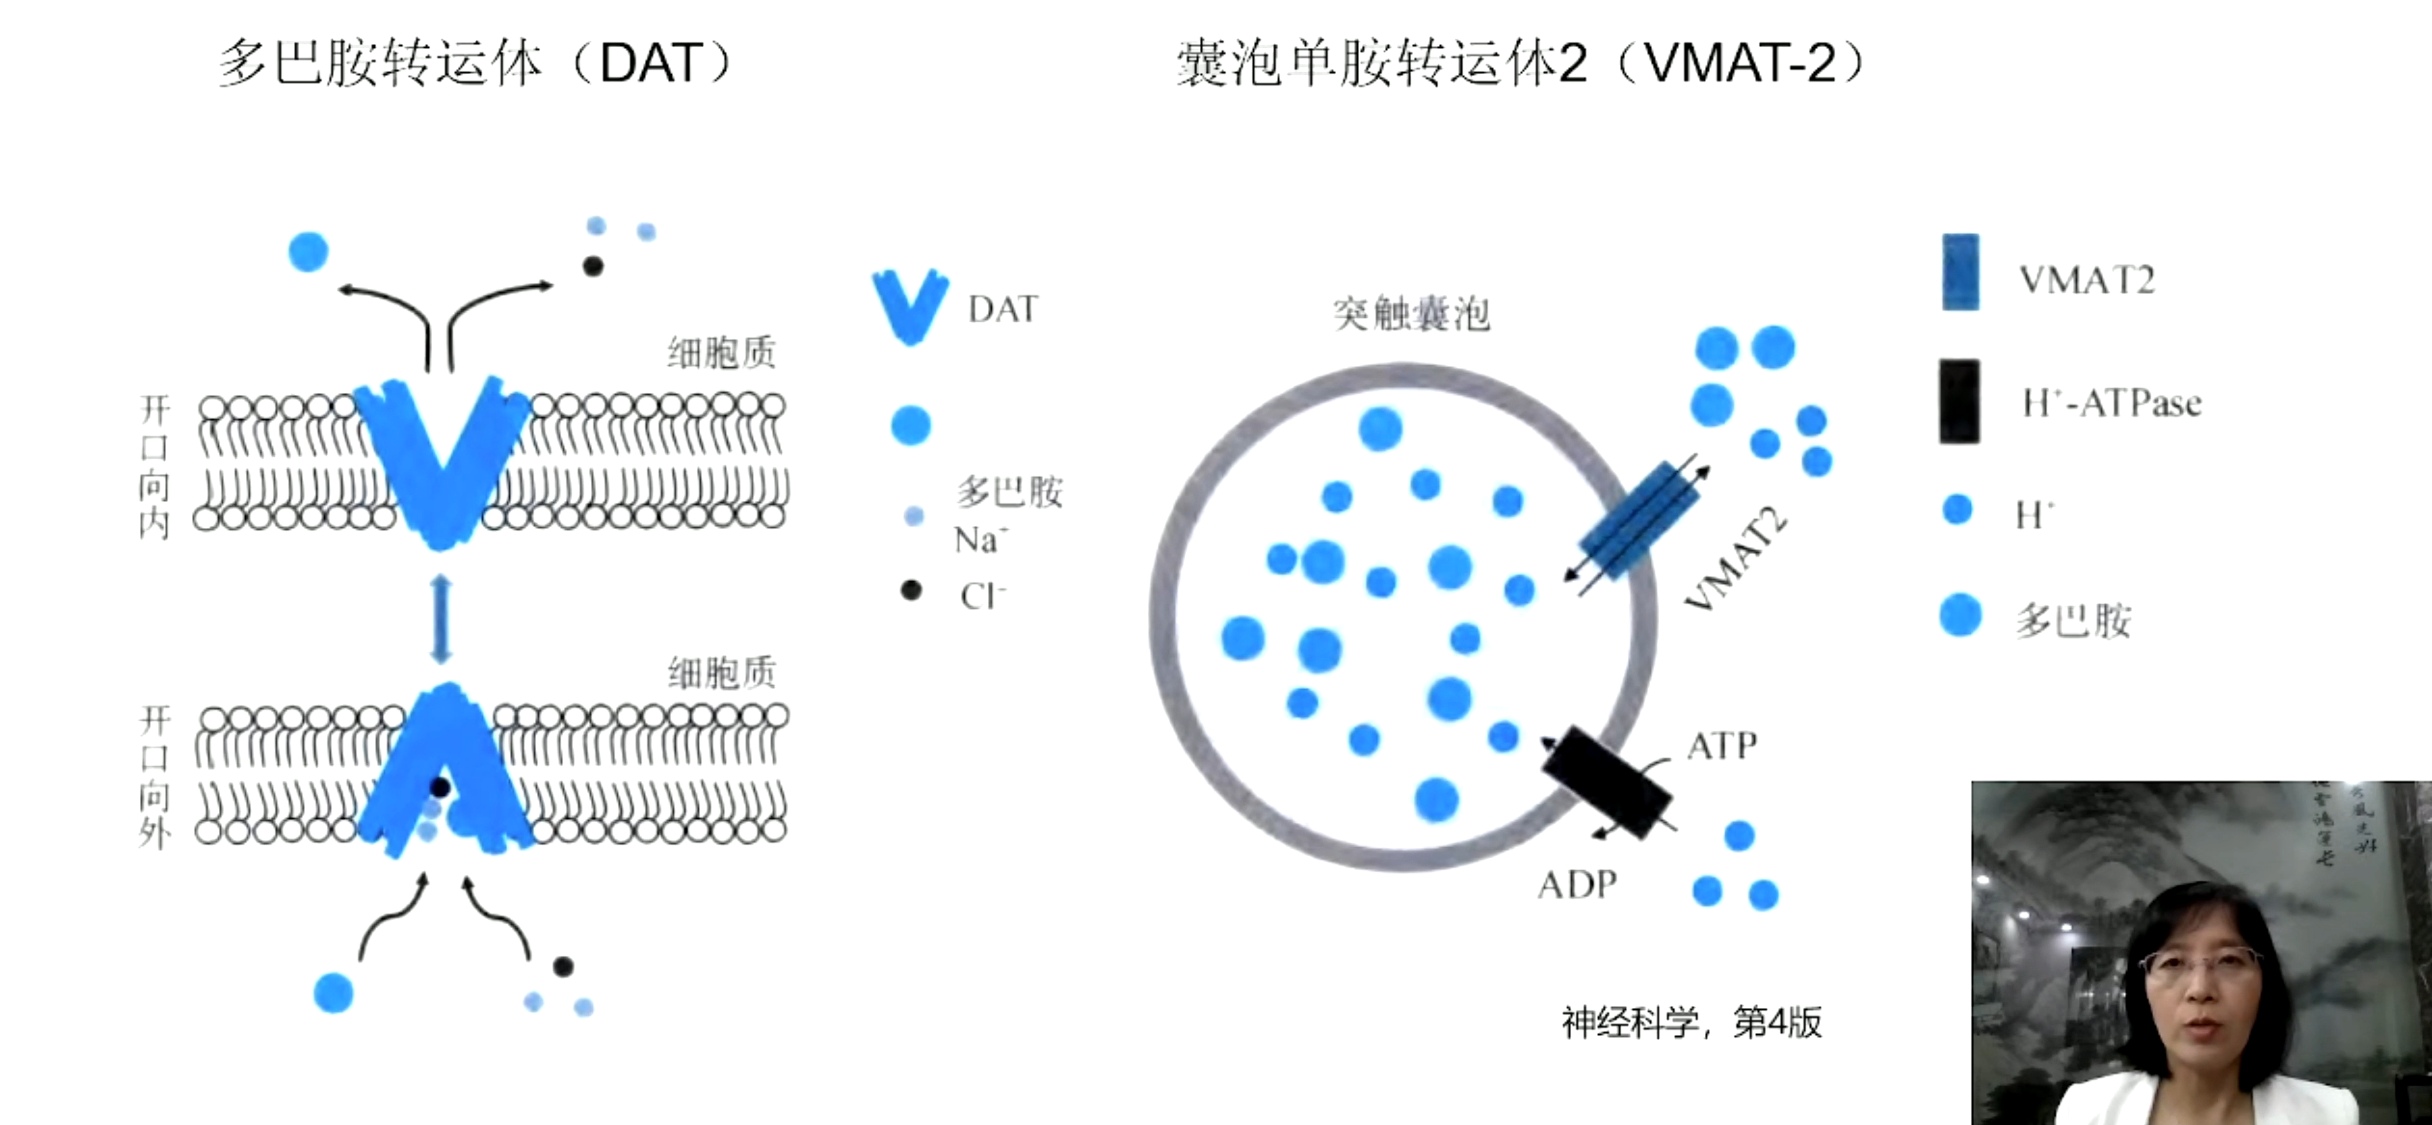 多巴胺转运体（DAT）
囊泡单胺转运体2（VMAT-2）
细胞质
开口向内
DAT
多巴胺
Na⁺
Cl⁻
细胞质
开口向外
突触囊泡
VMAT2
ATP
ADP
VMAT2
H⁺-ATPase
H⁺
多巴胺
神经科学，第4版